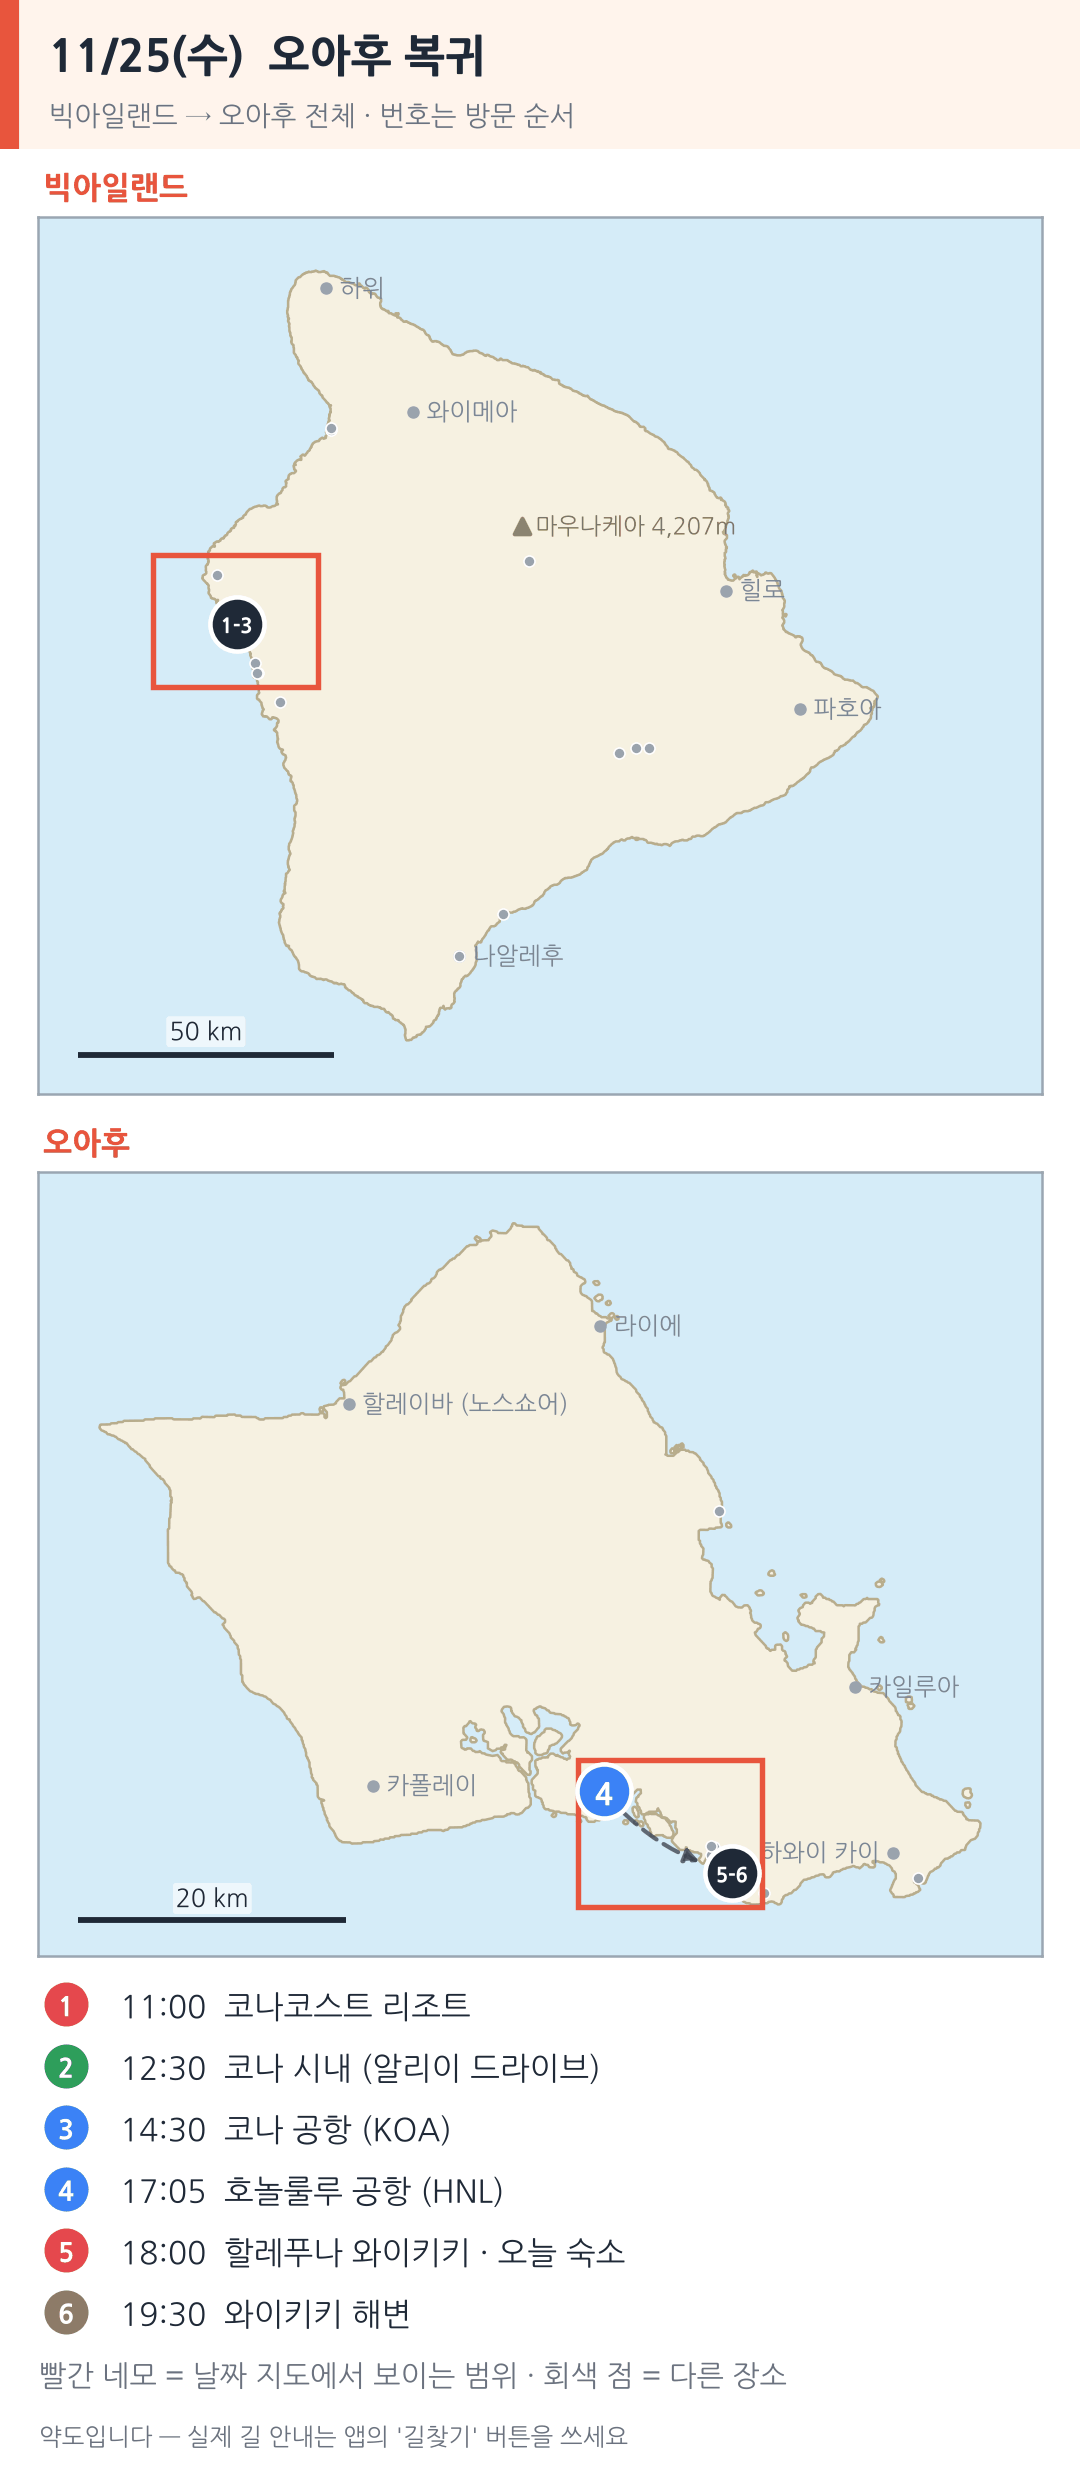 11/25(수) 오아후 복귀
빅아일랜드 → 오아후 전체 · 번호는 방문 순서
빅아일랜드
하위
와이메아
마우나케아 4,207m
힐로
1-3
파호아
나알레후
50 km
오아후
라이에
할레이바 (노스쇼어)
카일루아
카폴레이
4
하와이 카이
5-6
20 km
1 11:00 코나코스트 리조트
2 12:30 코나 시내 (알리이 드라이브)
3 14:30 코나 공항 (KOA)
4 17:05 호놀룰루 공항 (HNL)
5 18:00 할레푸나 와이키키 · 오늘 숙소
6 19:30 와이키키 해변
빨간 네모 = 날짜 지도에서 보이는 범위 · 회색 점 = 다른 장소
약도입니다 — 실제 길 안내는 앱의 '길찾기' 버튼을 쓰세요